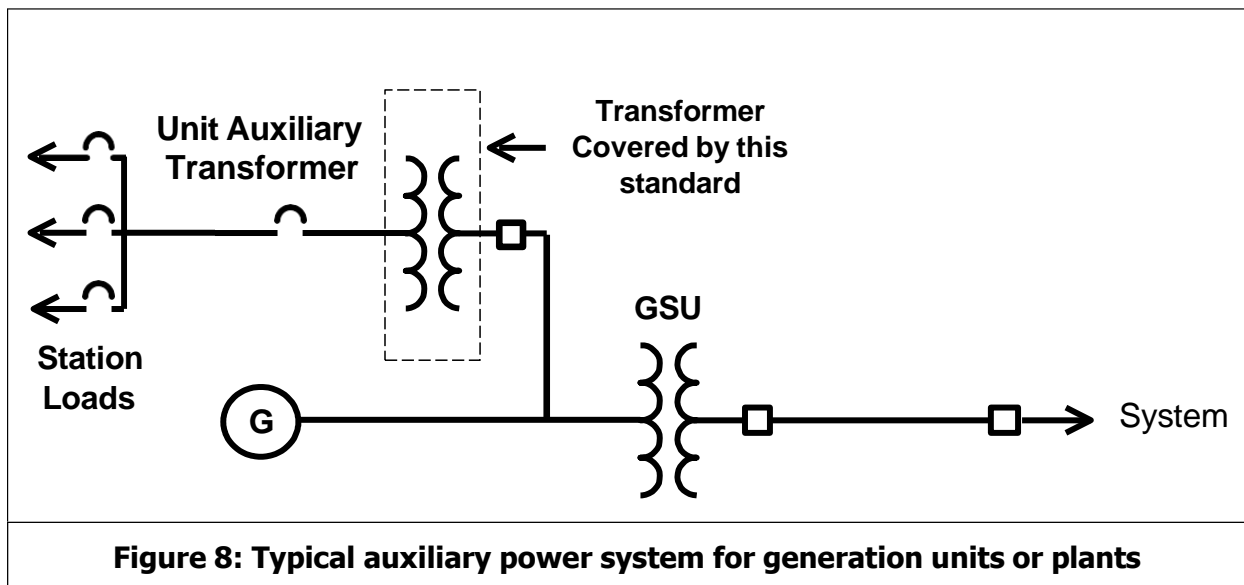 Unit Auxiliary
Transformer
Transformer
Covered by this
standard
GSU
Station
Loads
G
System
Figure 8: Typical auxiliary power system for generation units or plants